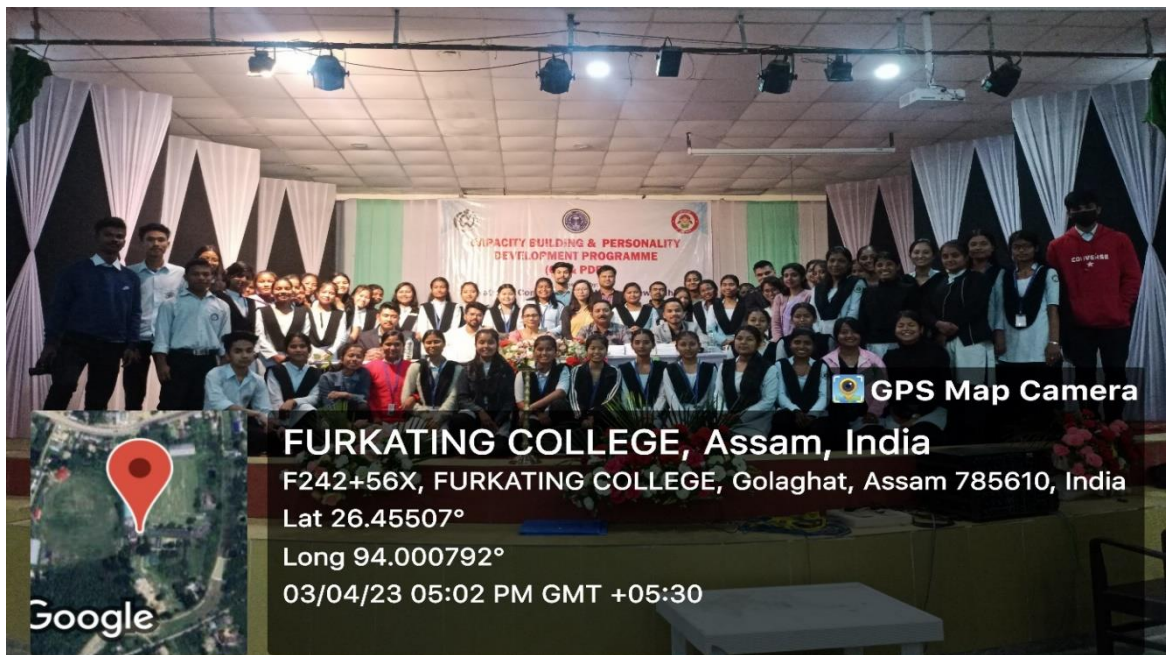 CAPACITY BUILDING & PERSONALITY
DEVELOPMENT PROGRAMME
CONVERSE
GPS Map Camera
FURKATING COLLEGE, Assam, India
F242+56X, FURKATING COLLEGE, Golaghat, Assam 785610, India
Lat 26.45507°
Long 94.000792°
03/04/23 05:02 PM GMT +05:30
Google